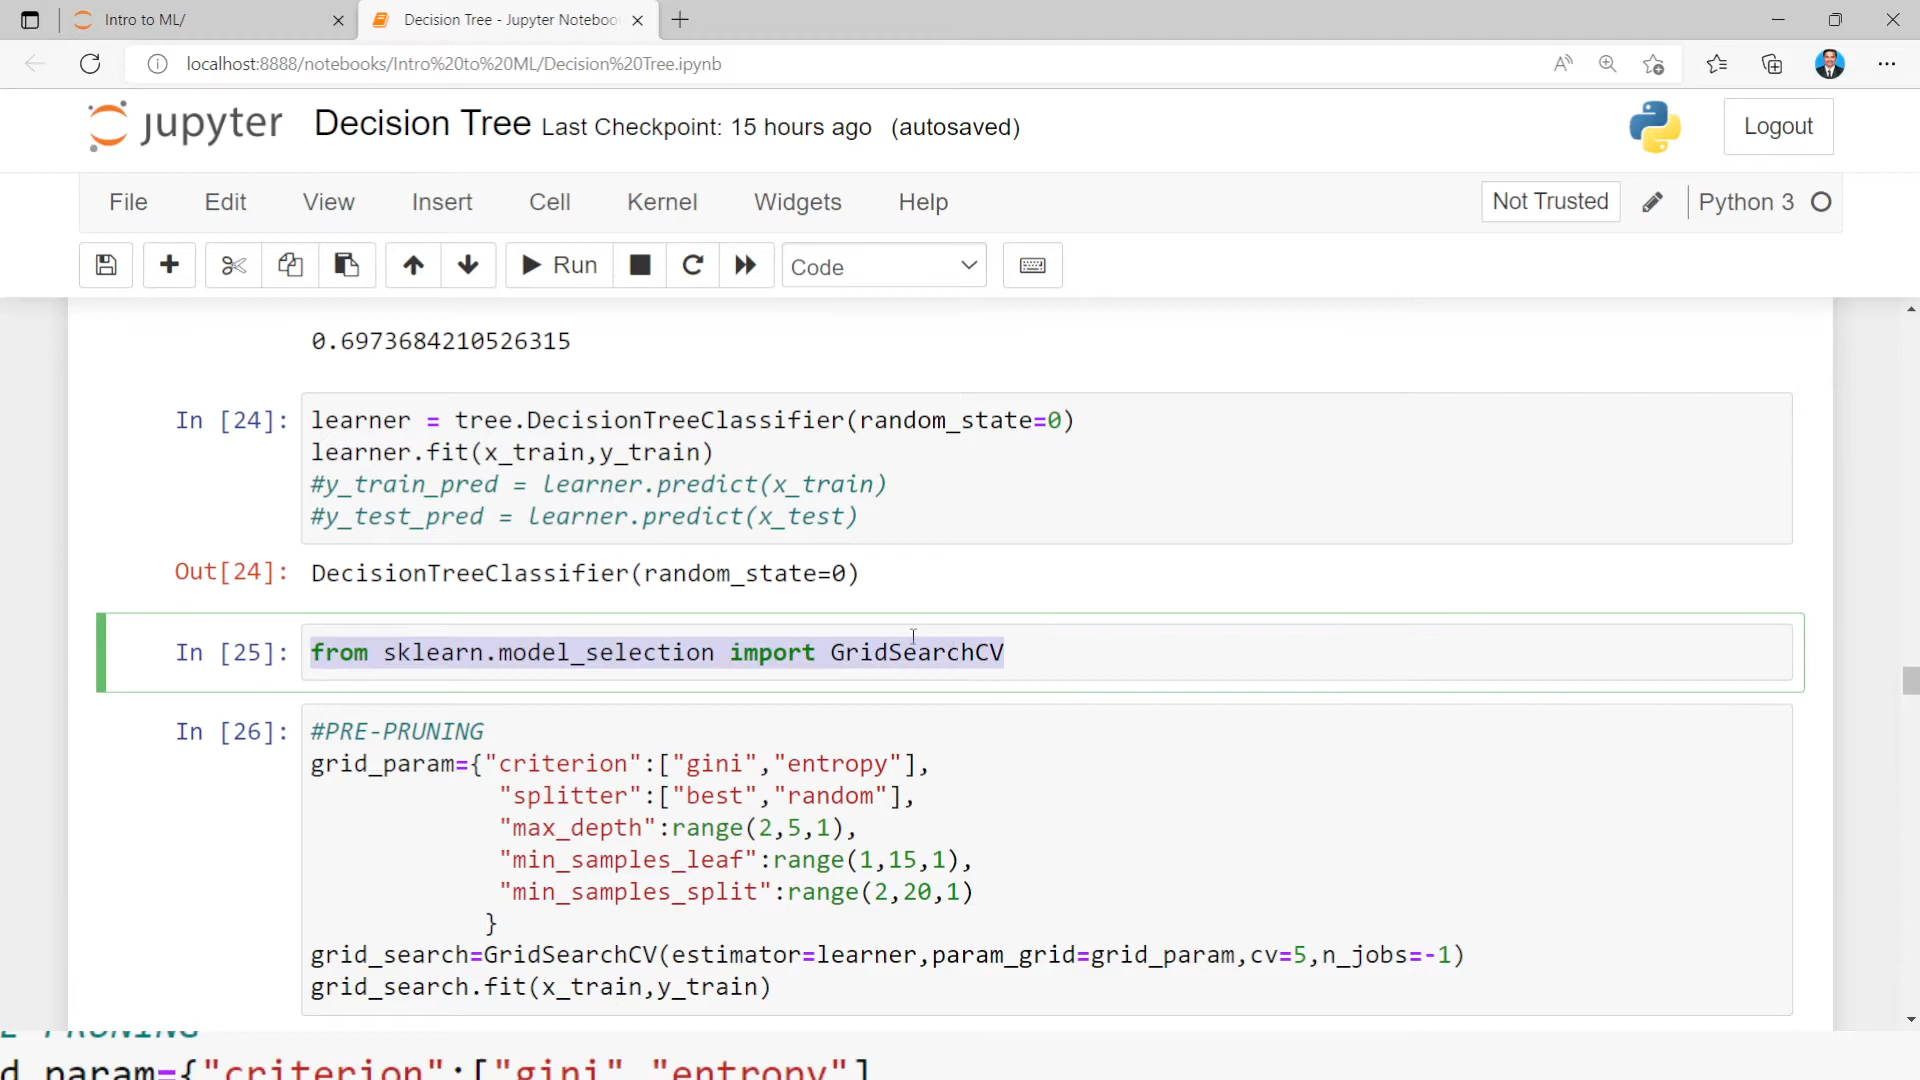 Intro to ML/
Decision Tree - Jupyter Noteboo
localhost:8888/notebooks/Intro%20to%20ML/Decision%20Tree.ipynb
jupyter Decision Tree Last Checkpoint: 15 hours ago (autosaved)
Logout
File Edit View Insert Cell Kernel Widgets Help
Not Trusted
Python 3
Run
Code
0.6973684210526315
In [24]: learner = tree.DecisionTreeClassifier(random_state=0)
learner.fit(x_train,y_train)
#y_train_pred = learner.predict(x_train)
#y_test_pred = learner.predict(x_test)
Out[24]: DecisionTreeClassifier(random_state=0)
In [25]: from sklearn.model_selection import GridSearchCV
In [26]: #PRE-PRUNING
grid_param={"criterion":["gini","entropy"],
"splitter":["best","random"],
"max_depth":range(2,5,1),
"min_samples_leaf":range(1,15,1),
"min_samples_split":range(2,20,1)
}
grid_search=GridSearchCV(estimator=learner,param_grid=grid_param,cv=5,n_jobs=-1)
grid_search.fit(x_train,y_train)
d_param={"criterion":["gini","entropy"]